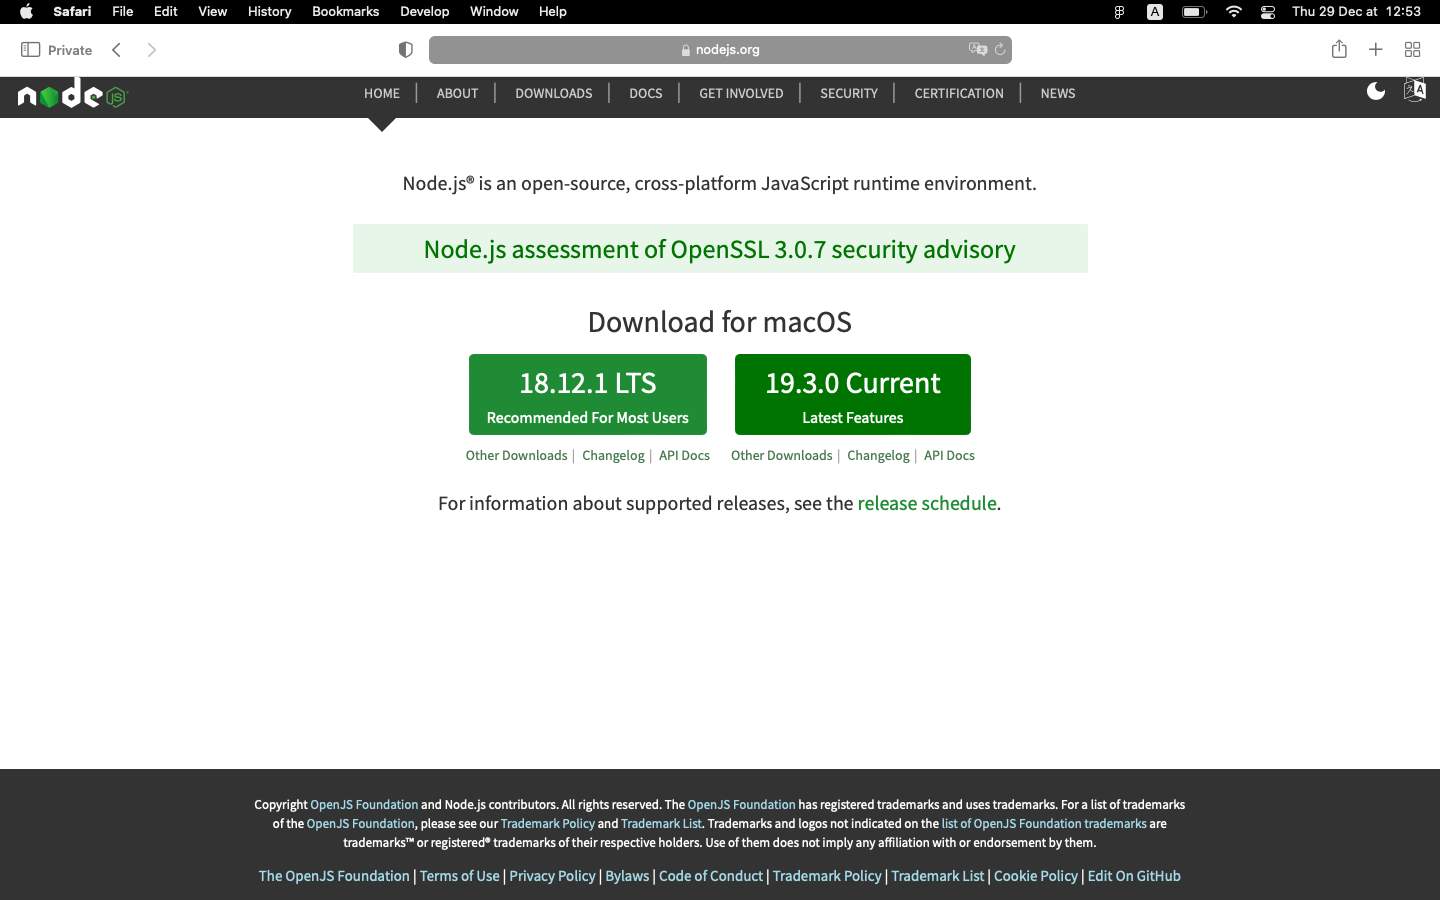 Safari File Edit View History Bookmarks Develop Window Help A Thu 29 Dec at 12:53
Private nodejs.org
node JS HOME ABOUT DOWNLOADS DOCS GET INVOLVED SECURITY CERTIFICATION NEWS
Node.js® is an open-source, cross-platform JavaScript runtime environment.
Node.js assessment of OpenSSL 3.0.7 security advisory
Download for macOS
18.12.1 LTS 19.3.0 Current
Recommended For Most Users Latest Features
Other Downloads | Changelog | API Docs Other Downloads | Changelog | API Docs
For information about supported releases, see the release schedule.
Copyright OpenJS Foundation and Node.js contributors. All rights reserved. The OpenJS Foundation has registered trademarks and uses trademarks. For a list of trademarks
of the OpenJS Foundation, please see our Trademark Policy and Trademark List. Trademarks and logos not indicated on the list of OpenJS Foundation trademarks are
trademarks™ or registered® trademarks of their respective holders. Use of them does not imply any affiliation with or endorsement by them.
The OpenJS Foundation | Terms of Use | Privacy Policy | Bylaws | Code of Conduct | Trademark Policy | Trademark List | Cookie Policy | Edit On GitHub